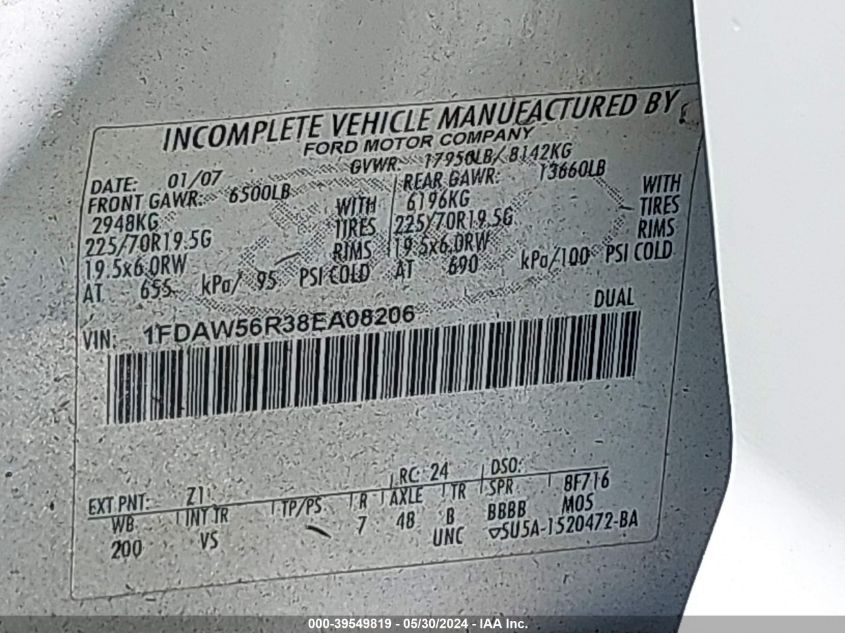 INCOMPLETE VEHICLE MANUFACTURED BY
FORD MOTOR COMPANY
DATE: 01/07 GVWR: 17950LB/ 8142KG
FRONT GAWR: 6500LB REAR GAWR: 13660LB
2948KG WITH 6196KG WITH
225/70R19.5G TIRES 225/70R19.5G TIRES
19.5x6.0RW RIMS 19.5x6.0RW RIMS
AT 655 kPa/ 95 PSI COLD AT 690 kPa/100 PSI COLD
VIN: 1FDAW56R38EA08206 DUAL
EXT PNT: Z1 RC: 24 DSO:
WB INT TR TP/PS R AXLE TR SPR 8F716
200 VS 7 48 B BBBB M05
UNC ▽5U5A-1520472-BA
000-39549819 - 05/30/2024 - IAA Inc.